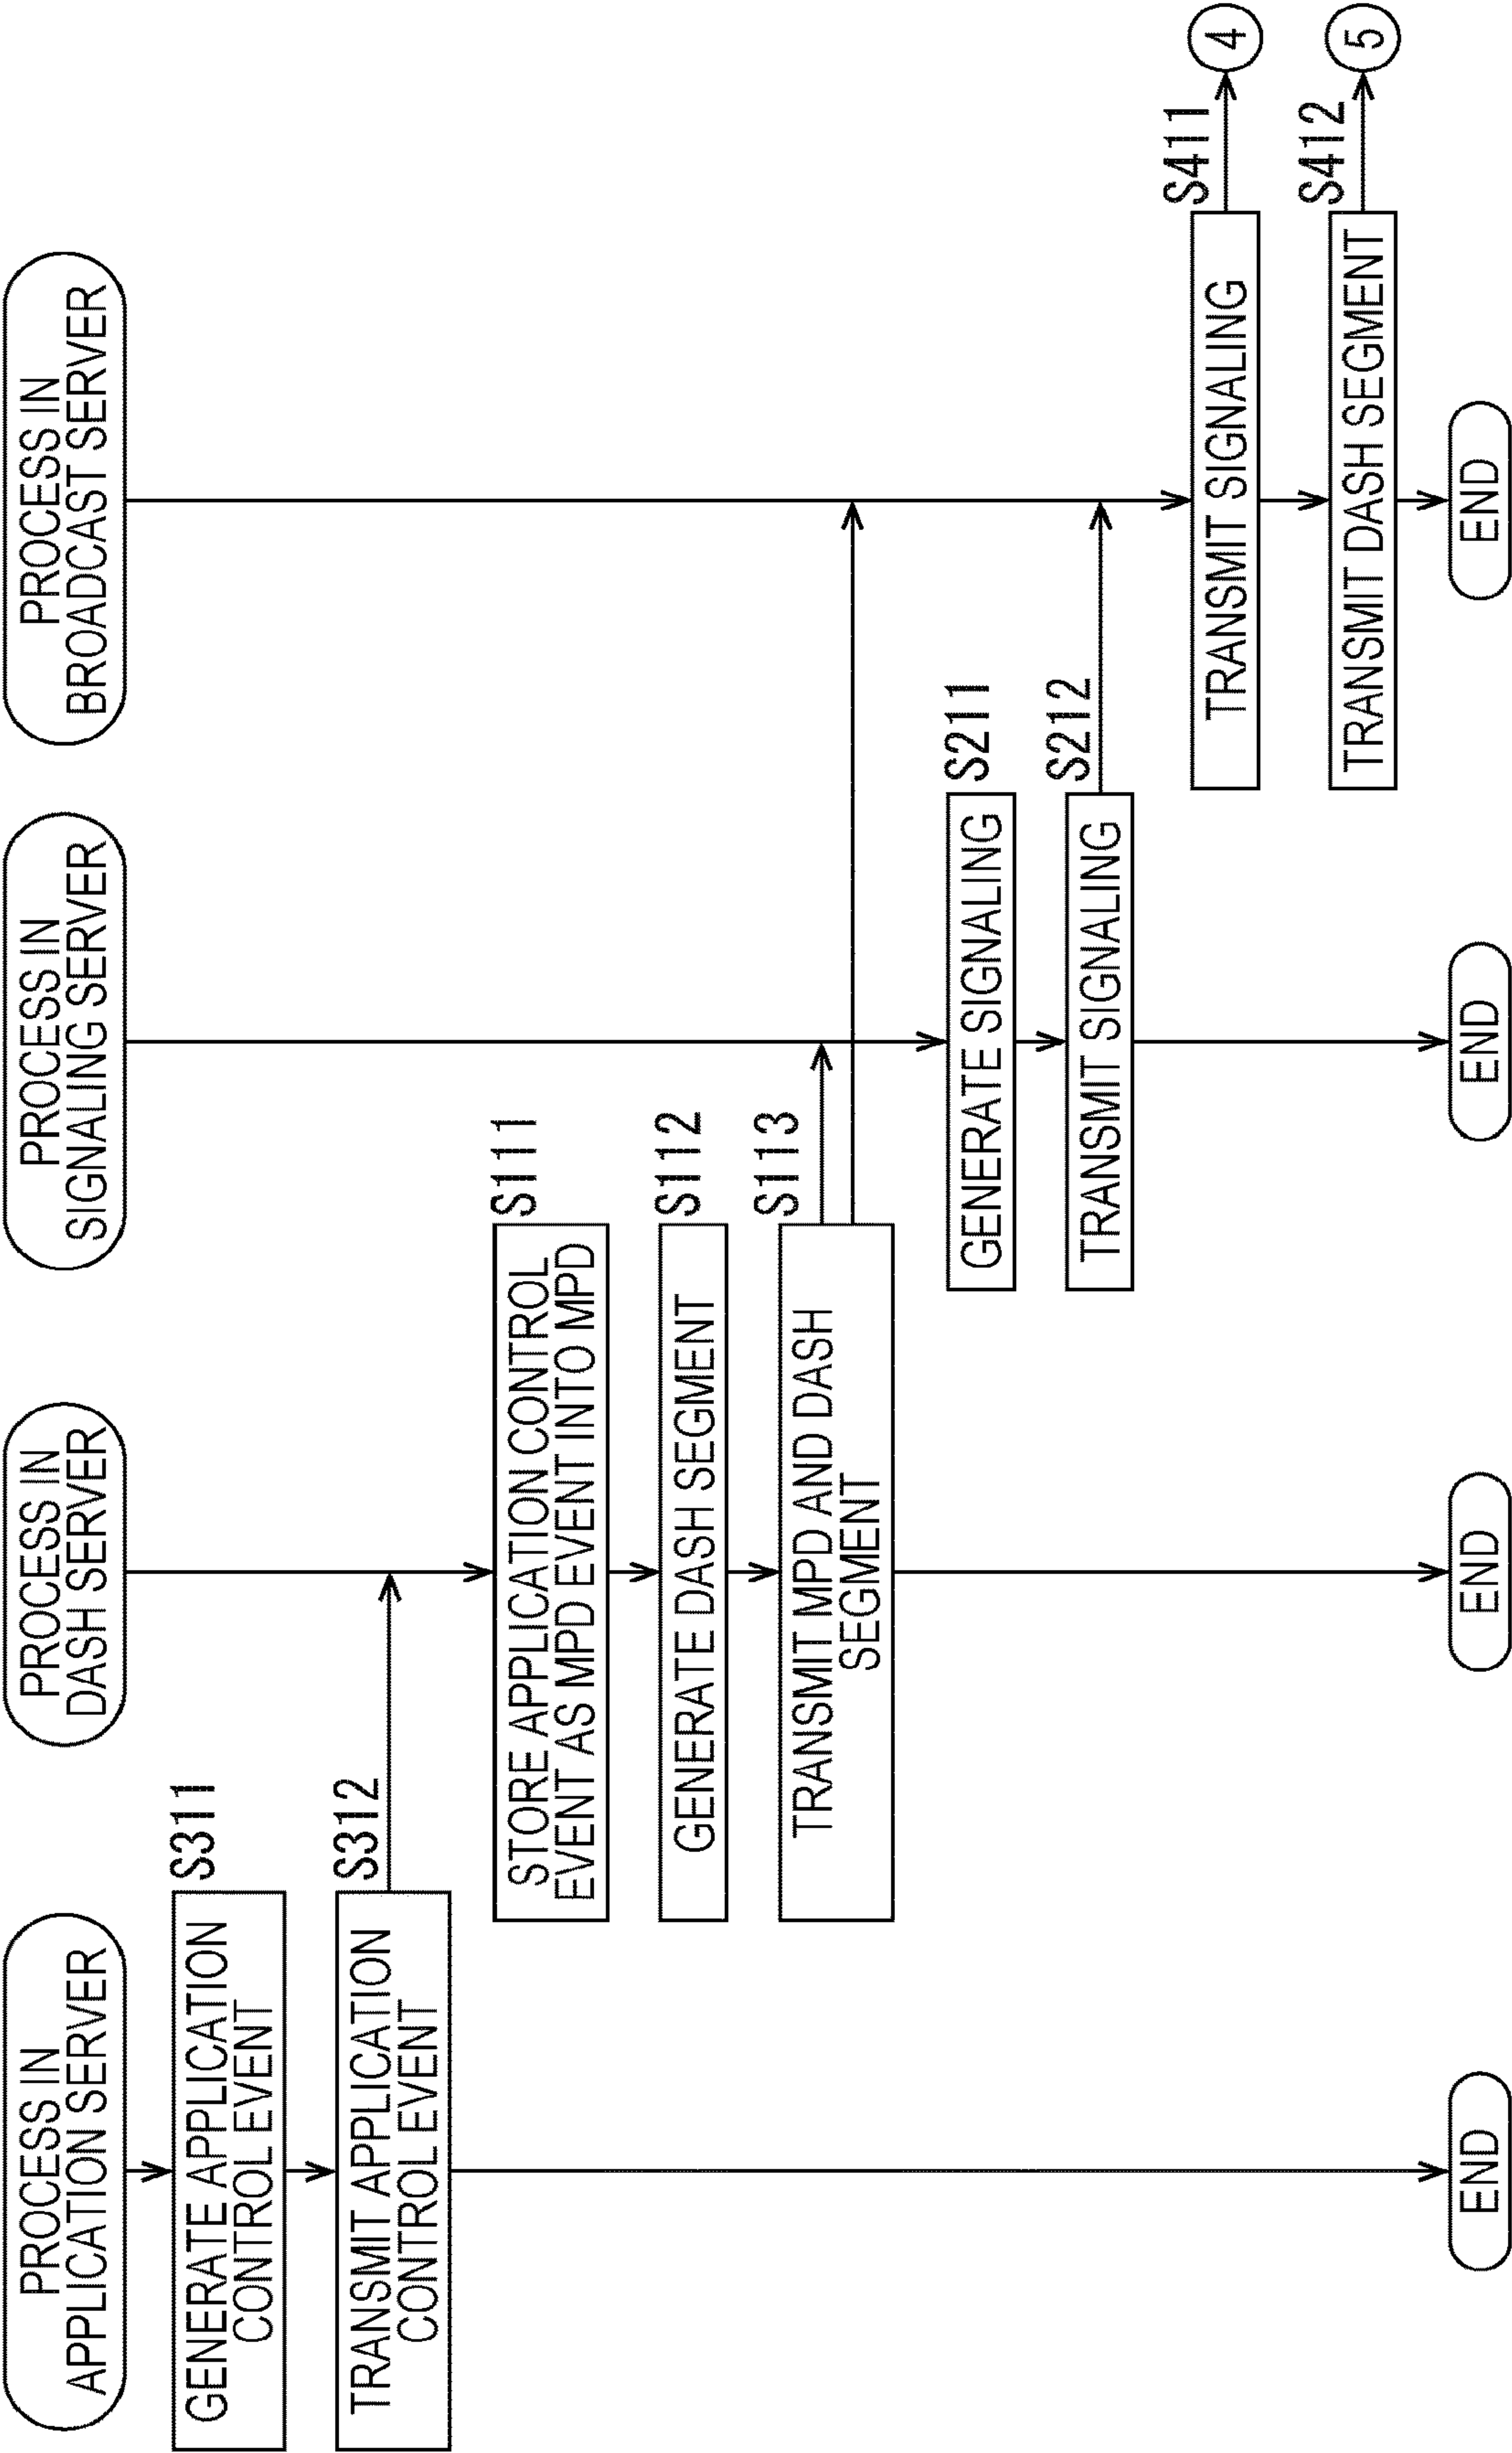 PROCESS IN
APPLICATION SERVER
S311
GENERATE APPLICATION
CONTROL EVENT
S312
TRANSMIT APPLICATION
CONTROL EVENT
END
PROCESS IN
DASH SERVER
S111
STORE APPLICATION CONTROL
EVENT AS MPD EVENT INTO MPD
S112
GENERATE DASH SEGMENT
S113
TRANSMIT MPD AND DASH
SEGMENT
END
PROCESS IN
SIGNALING SERVER
S211
GENERATE SIGNALING
S212
TRANSMIT SIGNALING
END
PROCESS IN
BROADCAST SERVER
S411
TRANSMIT SIGNALING
4
S412
TRANSMIT DASH SEGMENT
5
END